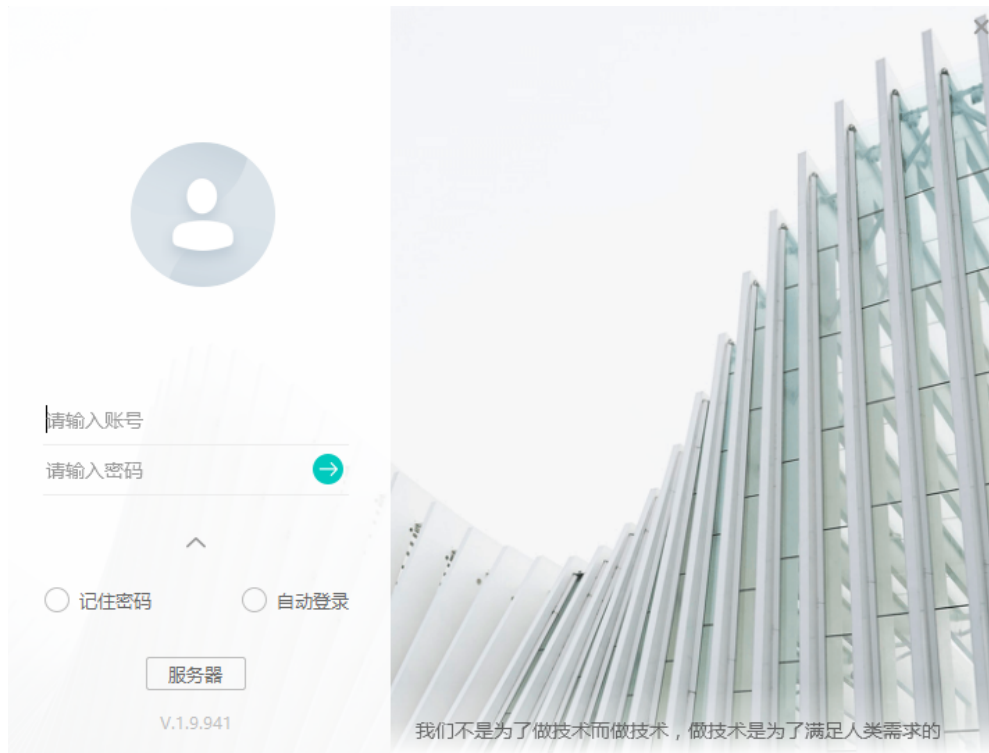 请输入账号
请输入密码
记住密码
自动登录
服务器
V.1.9.941
我们不是为了做技术而做技术，做技术是为了满足人类需求的